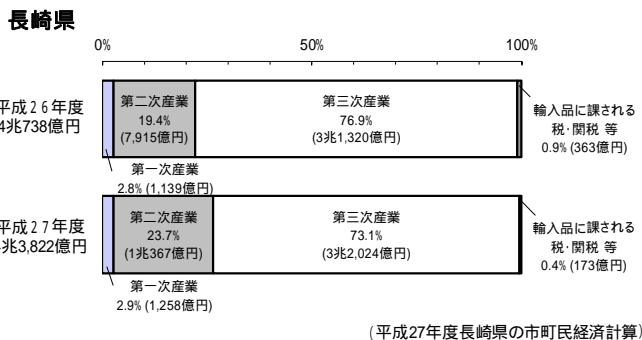 長崎県
0% 50% 100%
平成26年度
4兆738億円
第二次産業
19.4%
(7,915億円)
第三次産業
76.9%
(3兆1,320億円)
輸入品に課される
税・関税 等
0.9% (363億円)
第一次産業
2.8% (1,139億円)
平成27年度
兆3,822億円
第二次産業
23.7%
(1兆367億円)
第三次産業
73.1%
(3兆2,024億円)
輸入品に課される
税・関税 等
0.4% (173億円)
第一次産業
2.9% (1,258億円)
(平成27年度長崎県の市町民経済計算)